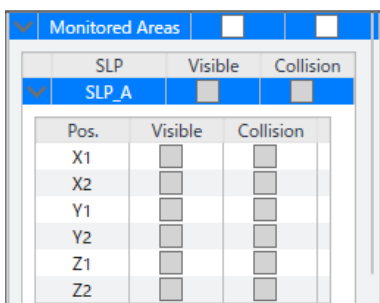 Monitored Areas
SLP Visible Collision
SLP_A
Pos. Visible Collision
X1
X2
Y1
Y2
Z1
Z2